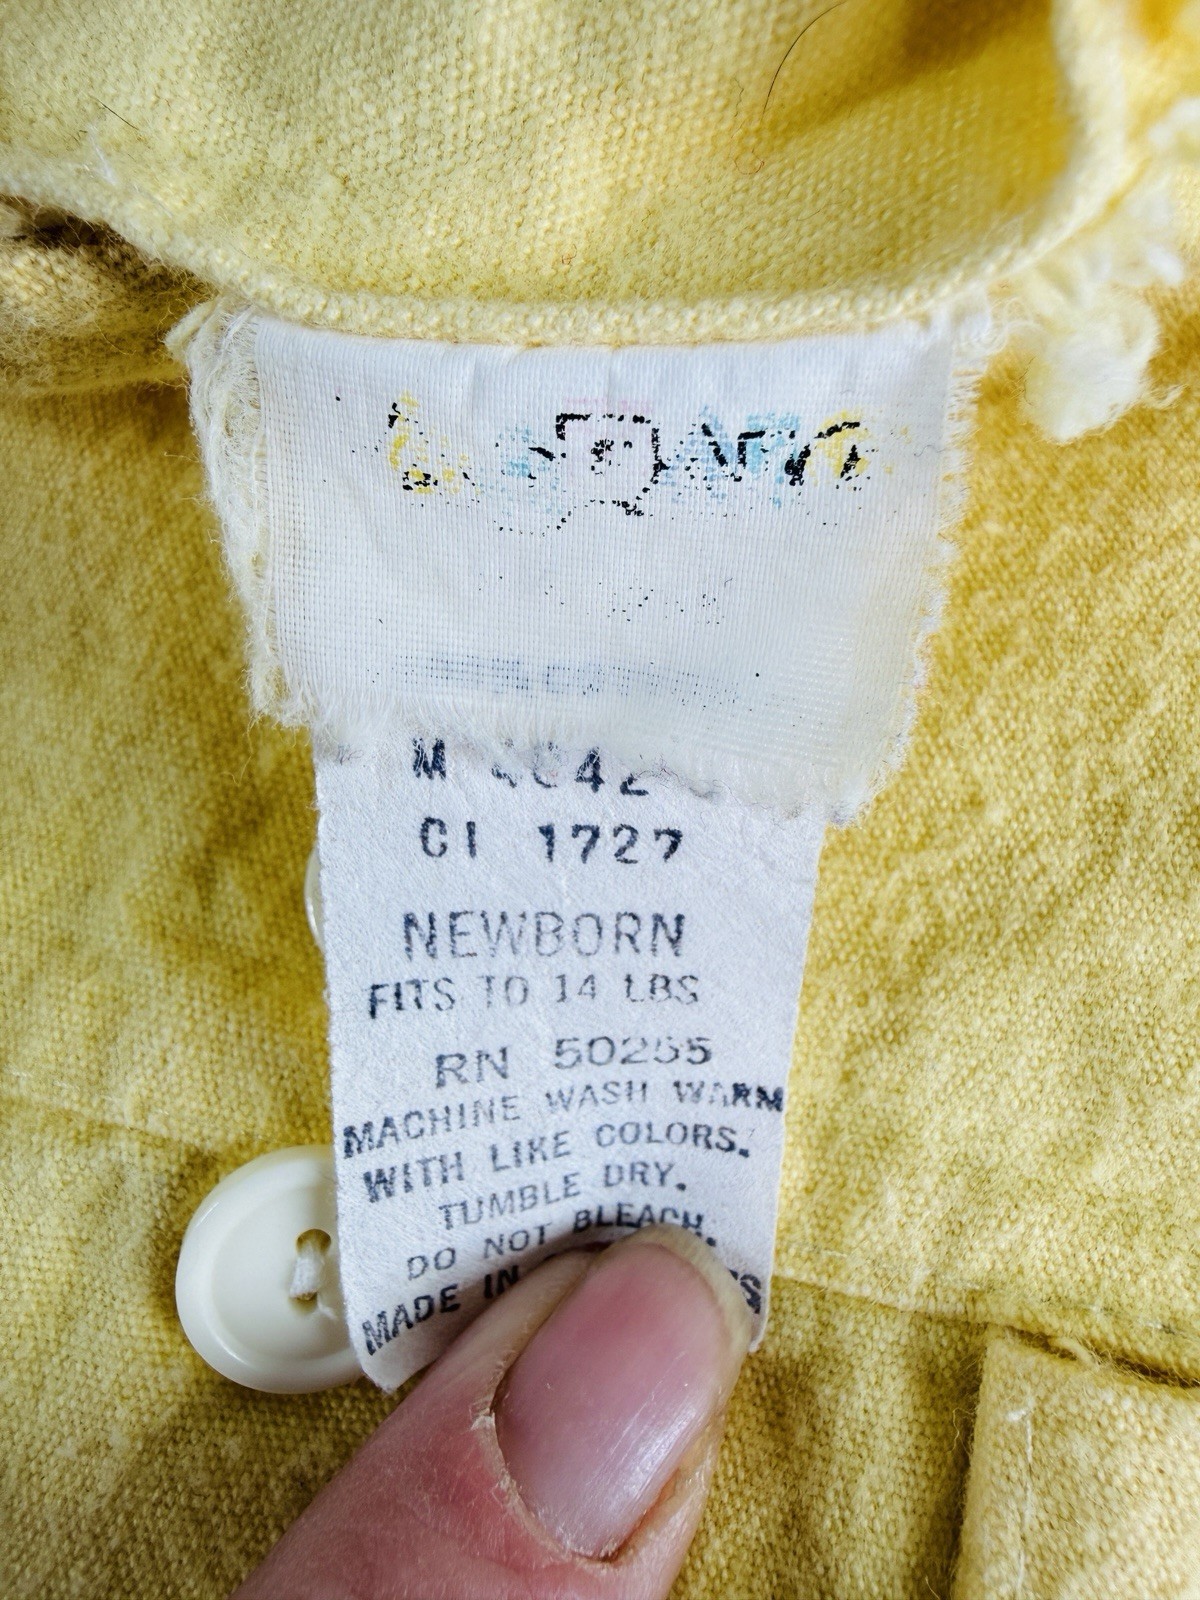 CI 1727
NEWBORN
FITS TO 14 LBS
RN 50255
MACHINE WASH WARM
WITH LIKE COLORS.
TUMBLE DRY.
DO NOT BLEACH.
MADE IN